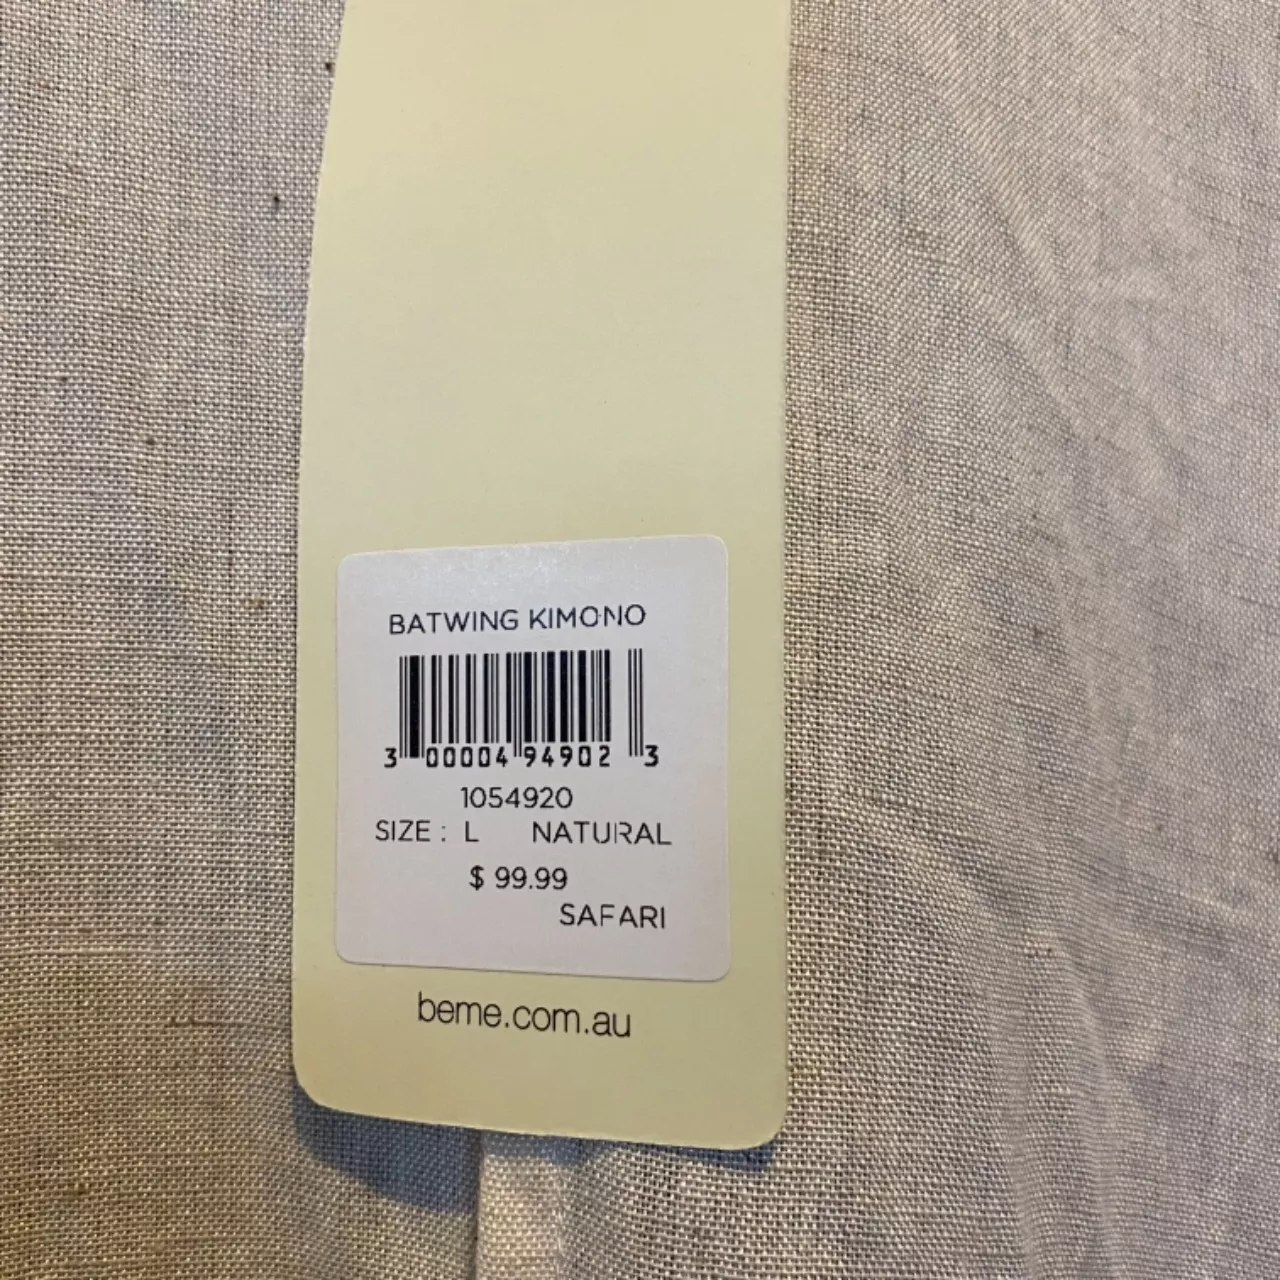 BATWING KIMONO
3 00004 94902 3
1054920
SIZE : L NATURAL
$ 99.99
SAFARI
beme.com.au